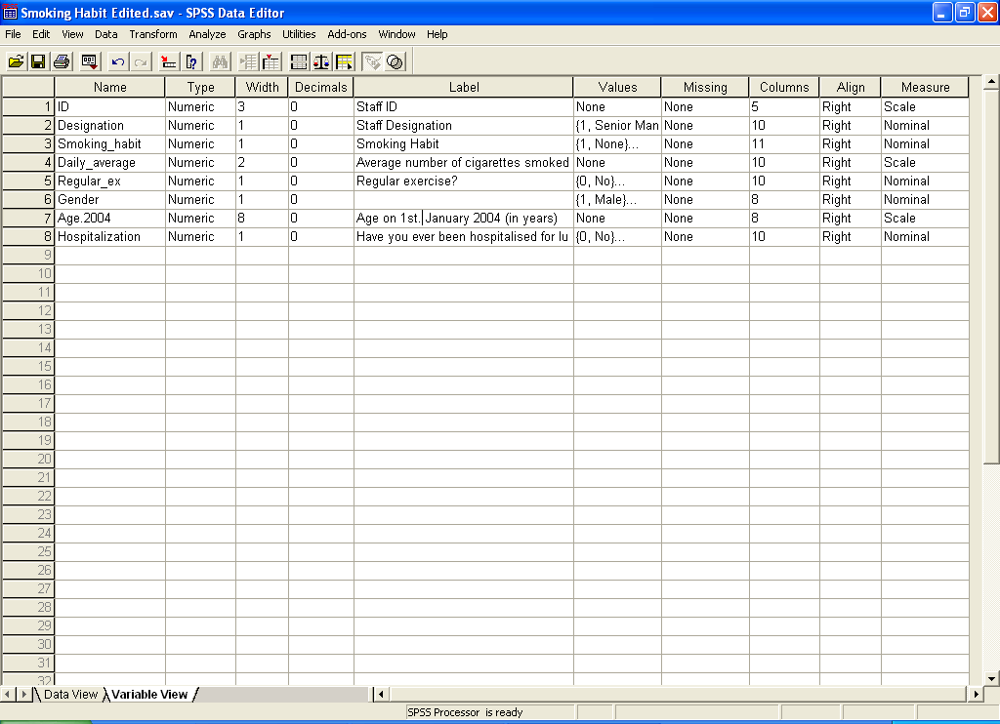 Smoking Habit Edited.sav - SPSS Data Editor
File Edit View Data Transform Analyze Graphs Utilities Add-ons Window Help
Name Type Width Decimals Label Values Missing Columns Align Measure
1 ID Numeric 3 0 Staff ID None None 5 Right Scale
2 Designation Numeric 1 0 Staff Designation {1, Senior Man None 10 Right Nominal
3 Smoking_habit Numeric 1 0 Smoking Habit {1, None}... None 11 Right Nominal
4 Daily_average Numeric 2 0 Average number of cigarettes smoked None None 10 Right Scale
5 Regular_ex Numeric 1 0 Regular exercise? {0, No}... None 10 Right Nominal
6 Gender Numeric 1 0 {1, Male}... None 8 Right Nominal
7 Age.2004 Numeric 8 0 Age on 1st. January 2004 (in years) None None 8 Right Scale
8 Hospitalization Numeric 1 0 Have you ever been hospitalised for lu {0, No}... None 10 Right Nominal
9
10
11
12
13
14
15
16
17
18
19
20
21
22
23
24
25
26
27
28
29
30
31
32
Data View Variable View
SPSS Processor is ready